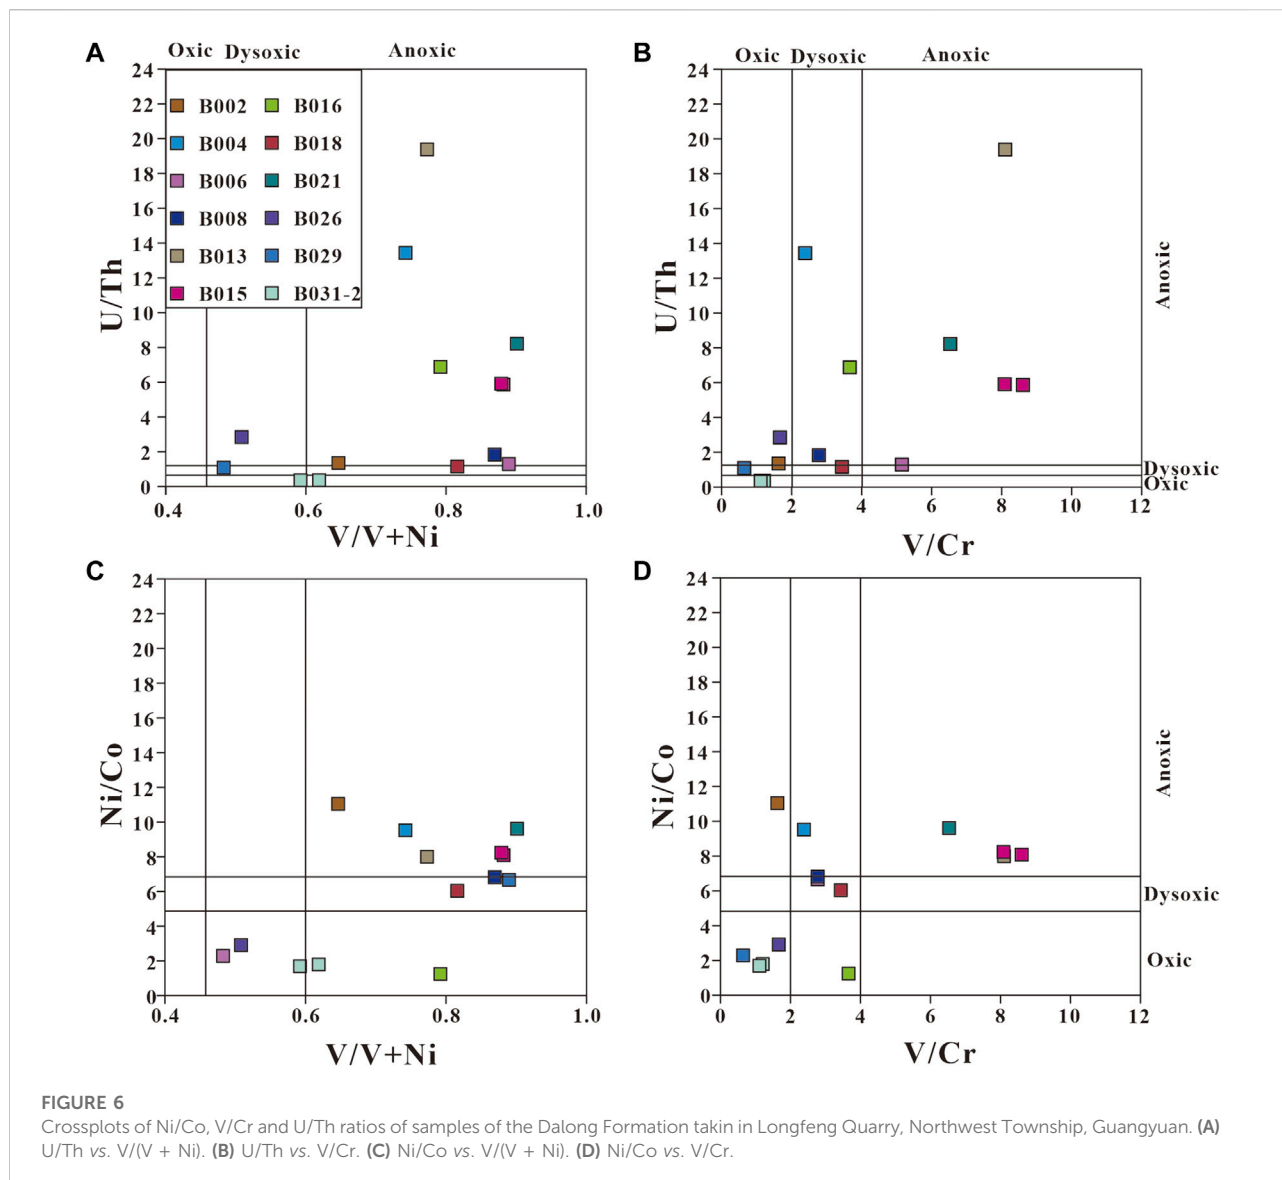 A
Oxic Dysoxic Anoxic
24
22
20
18
16
14
12
10
8
6
4
2
0
U/Th
B002 B016
B004 B018
B006 B021
B008 B026
B013 B029
B015 B031-2
0.4 0.6 0.8 1.0
V/V+Ni
B
Oxic Dysoxic Anoxic
24
22
20
18
16
14
12
10
8
6
4
2
0
U/Th
Anoxic
Dysoxic
Oxic
0 2 4 6 8 10 12
V/Cr
C
24
22
20
18
16
14
12
10
8
6
4
2
0
Ni/Co
0.4 0.6 0.8 1.0
V/V+Ni
D
24
22
20
18
16
14
12
10
8
6
4
2
0
Ni/Co
Anoxic
Dysoxic
Oxic
0 2 4 6 8 10 12
V/Cr
FIGURE 6
Crossplots of Ni/Co, V/Cr and U/Th ratios of samples of the Dalong Formation takin in Longfeng Quarry, Northwest Township, Guangyuan. (A)
U/Th vs. V/(V + Ni). (B) U/Th vs. V/Cr. (C) Ni/Co vs. V/(V + Ni). (D) Ni/Co vs. V/Cr.